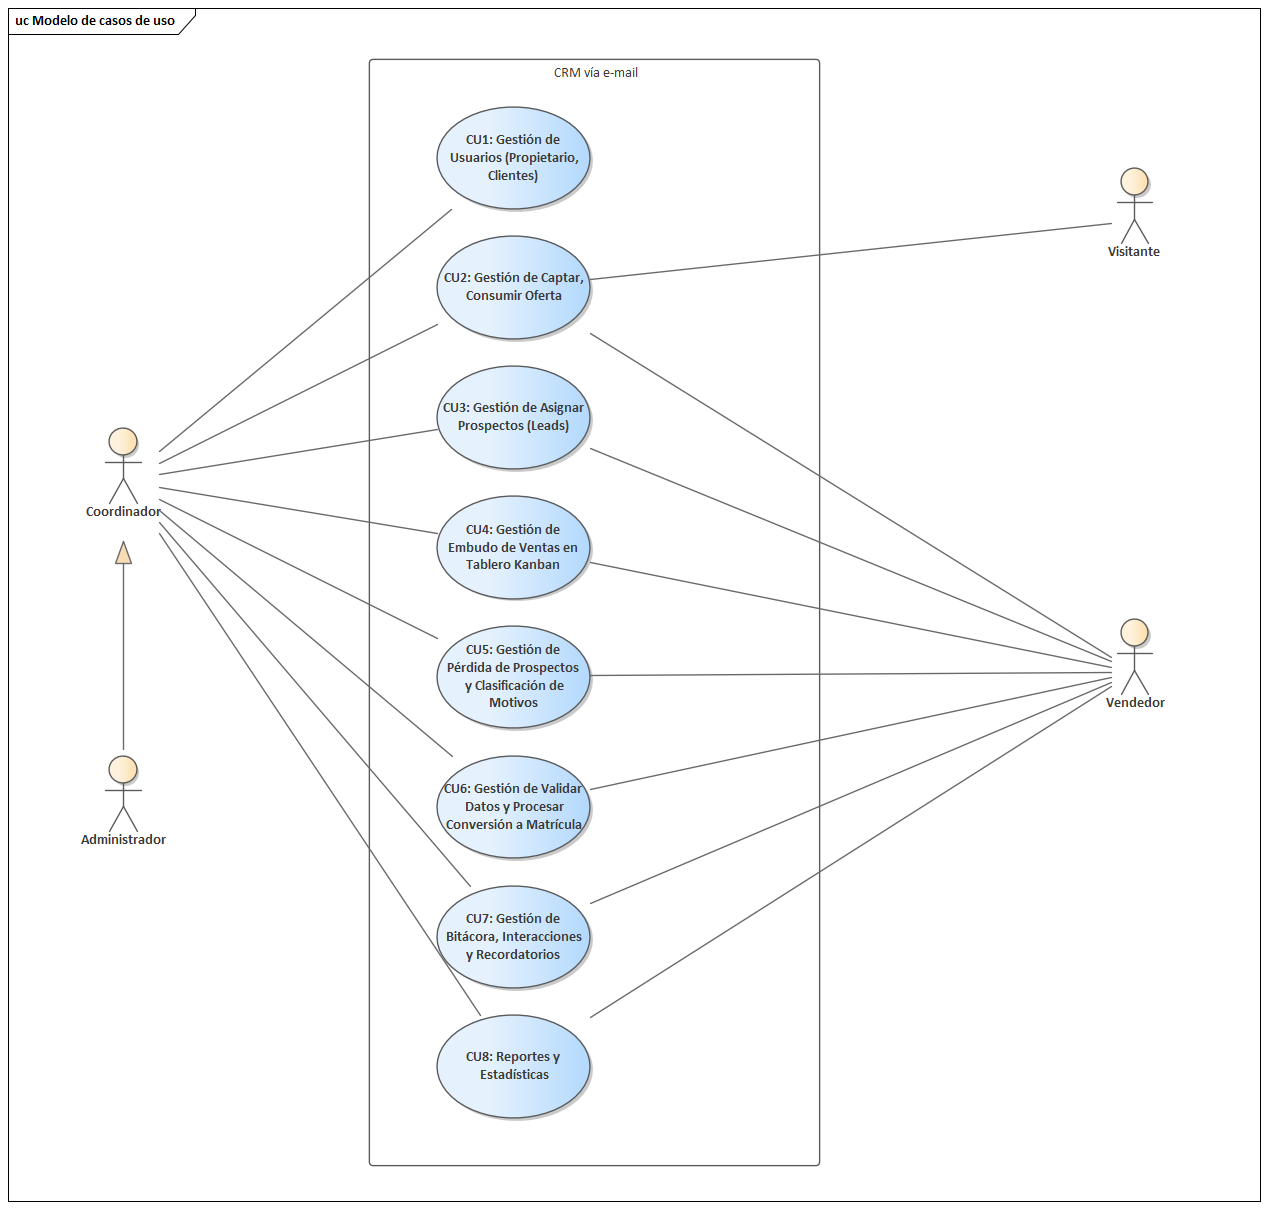 uc Modelo de casos de uso
CRM vía e-mail
CU1: Gestión de
Usuarios (Propietario,
Clientes)
CU2: Gestión de Captar,
Consumir Oferta
Visitante
CU3: Gestión de Asignar
Prospectos (Leads)
Coordinador
CU4: Gestión de
Embudo de Ventas en
Tablero Kanban
CU5: Gestión de
Pérdida de Prospectos
y Clasificación de
Motivos
Vendedor
CU6: Gestión de Validar
Datos y Procesar
Conversión a Matrícula
Administrador
CU7: Gestión de
Bitácora, Interacciones
y Recordatorios
CU8: Reportes y
Estadísticas